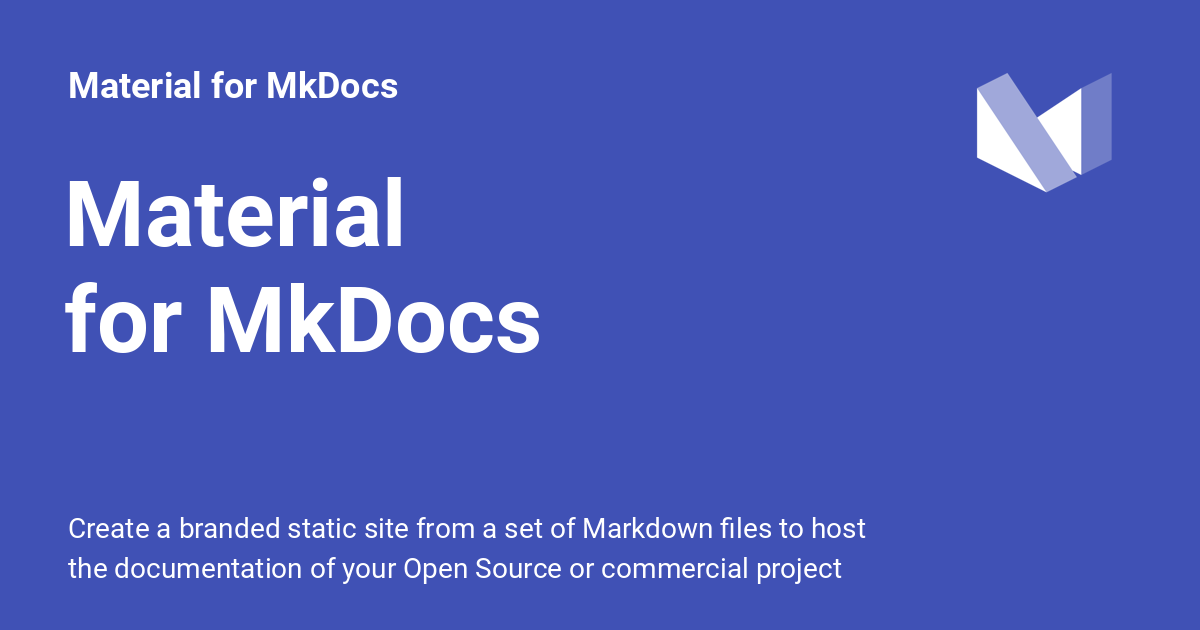 Material for MkDocs
Material
for MkDocs
Create a branded static site from a set of Markdown files to host
the documentation of your Open Source or commercial project